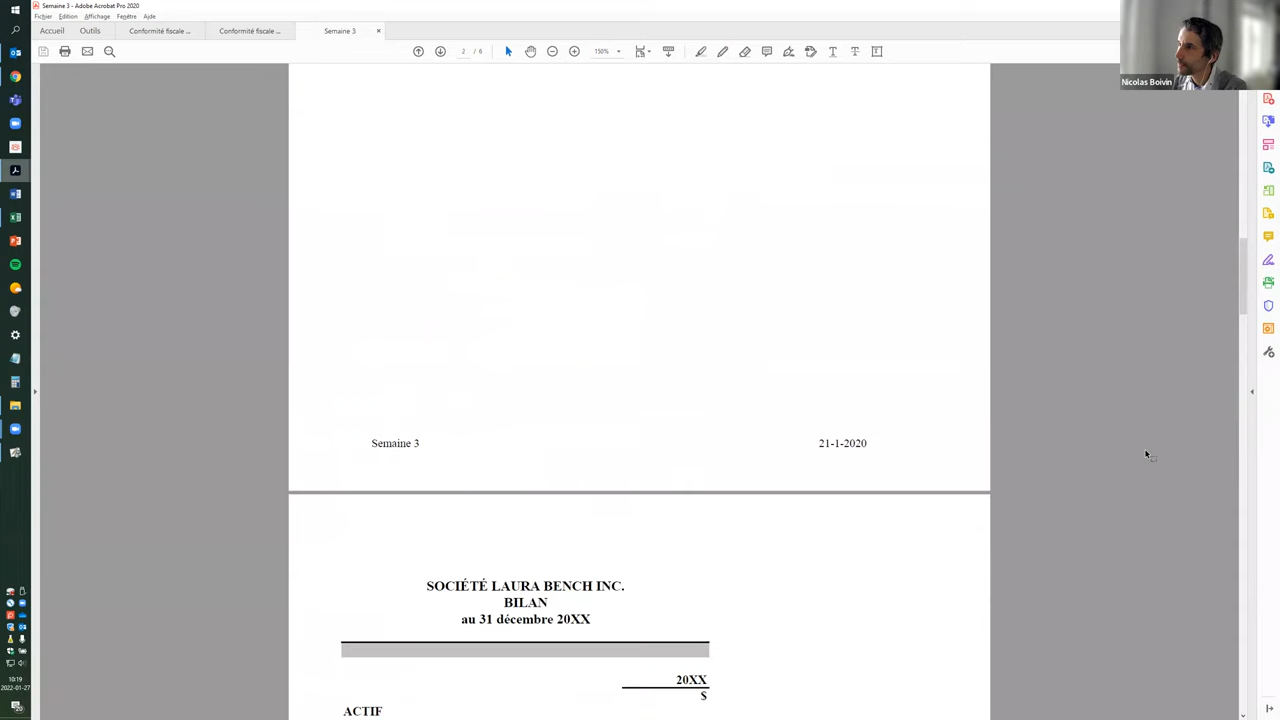 Semaine 3 - Adobe Acrobat Pro 2020
Fichier Edition Affichage Fenêtre Aide
Accueil Outils Conformité fiscale ... Conformité fiscale ... Semaine 3 ×
2 / 6 150%
Nicolas Boivin
Semaine 3 21-1-2020
SOCIÉTÉ LAURA BENCH INC.
BILAN
au 31 décembre 20XX
20XX
$
ACTIF
10:19
2022-01-27